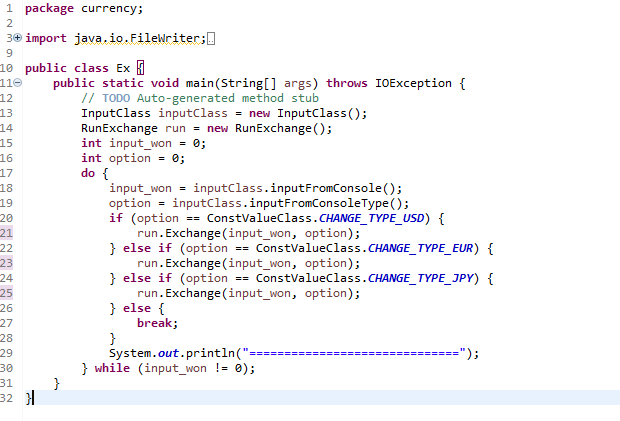 1 package currency;
2
3 import java.io.FileWriter;
9
10 public class Ex {
11 public static void main(String[] args) throws IOException {
12 // TODO Auto-generated method stub
13 InputClass inputClass = new InputClass();
14 RunExchange run = new RunExchange();
15 int input_won = 0;
16 int option = 0;
17 do {
18 input_won = inputClass.inputFromConsole();
19 option = inputClass.inputFromConsoleType();
20 if (option == ConstValueClass.CHANGE_TYPE_USD) {
21 run.Exchange(input_won, option);
22 } else if (option == ConstValueClass.CHANGE_TYPE_EUR) {
23 run.Exchange(input_won, option);
24 } else if (option == ConstValueClass.CHANGE_TYPE_JPY) {
25 run.Exchange(input_won, option);
26 } else {
27 break;
28 }
29 System.out.println("==============================");
30 } while (input_won != 0);
31 }
32 }